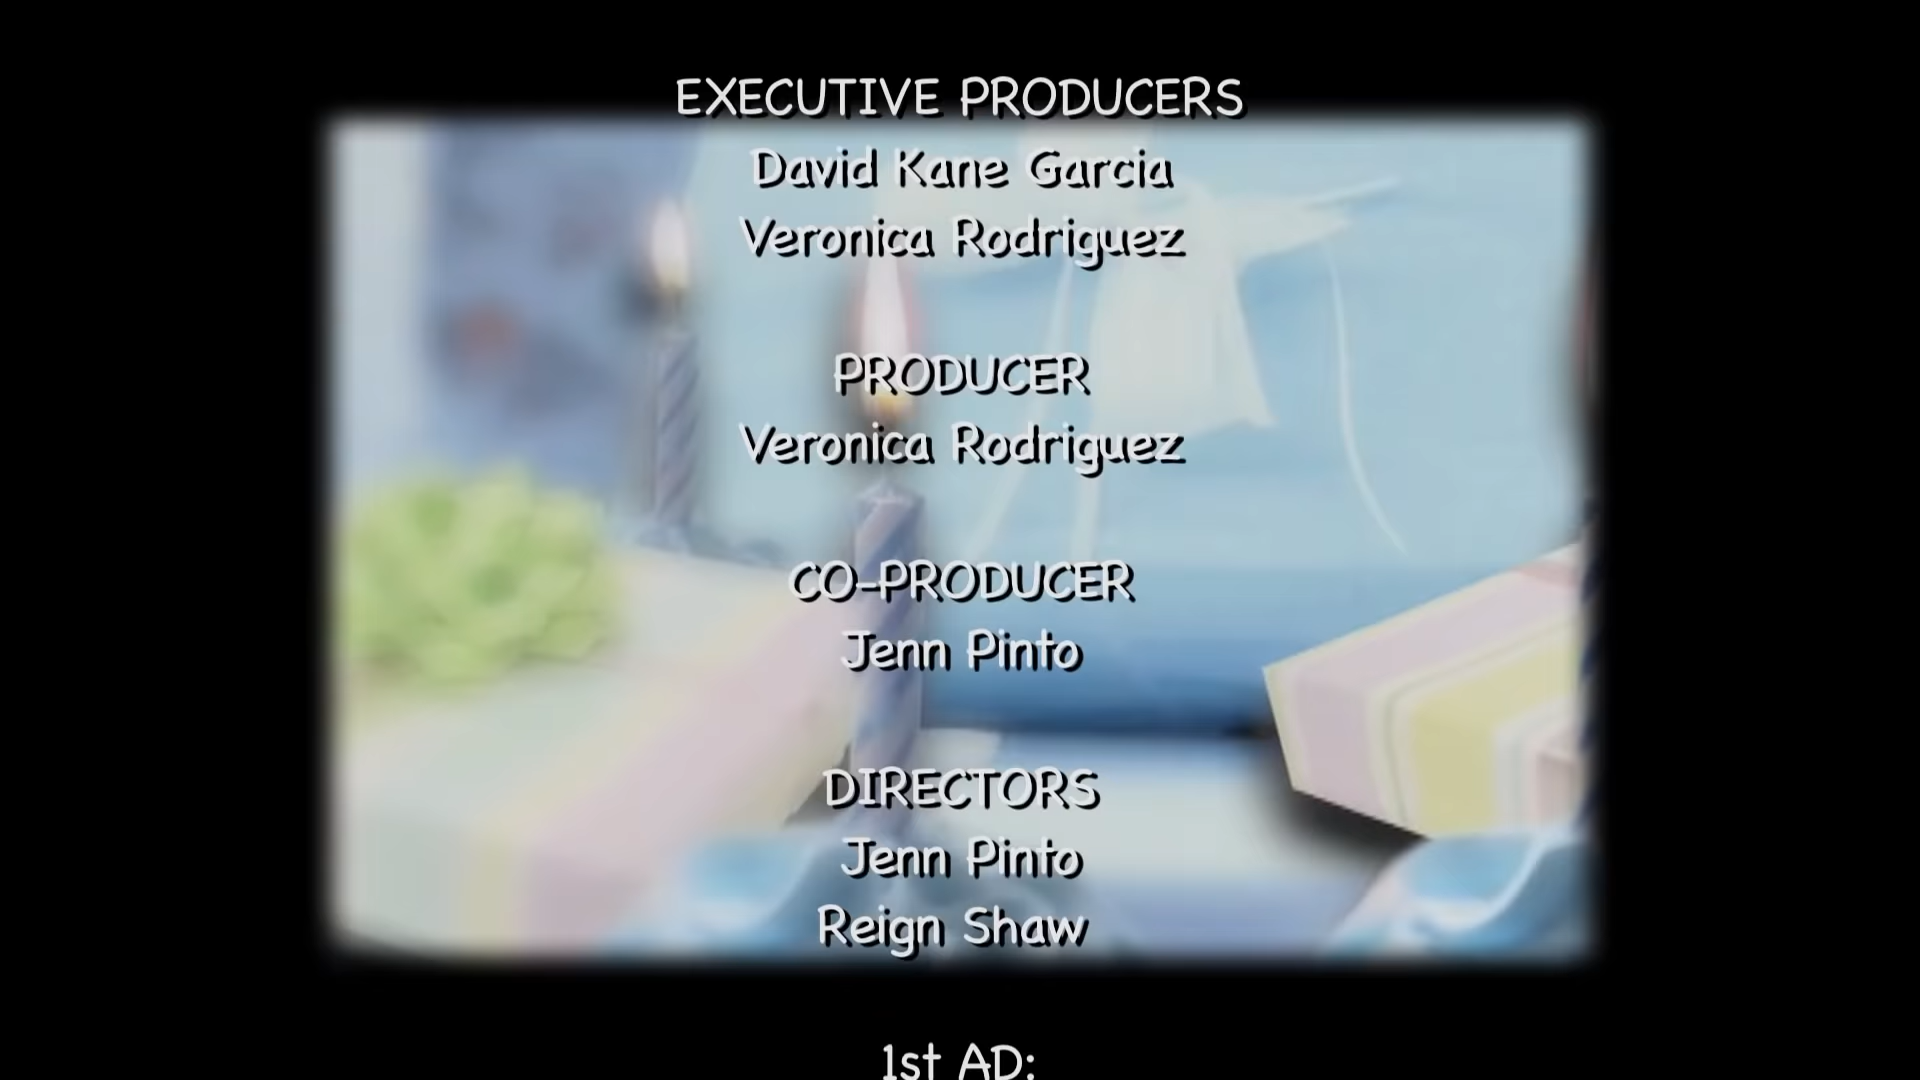 EXECUTIVE PRODUCERS
David Kane Garcia
Veronica Rodriguez
PRODUCER
Veronica Rodriguez
CO-PRODUCER
Jenn Pinto
DIRECTORS
Jenn Pinto
Reign Shaw
1st AD: